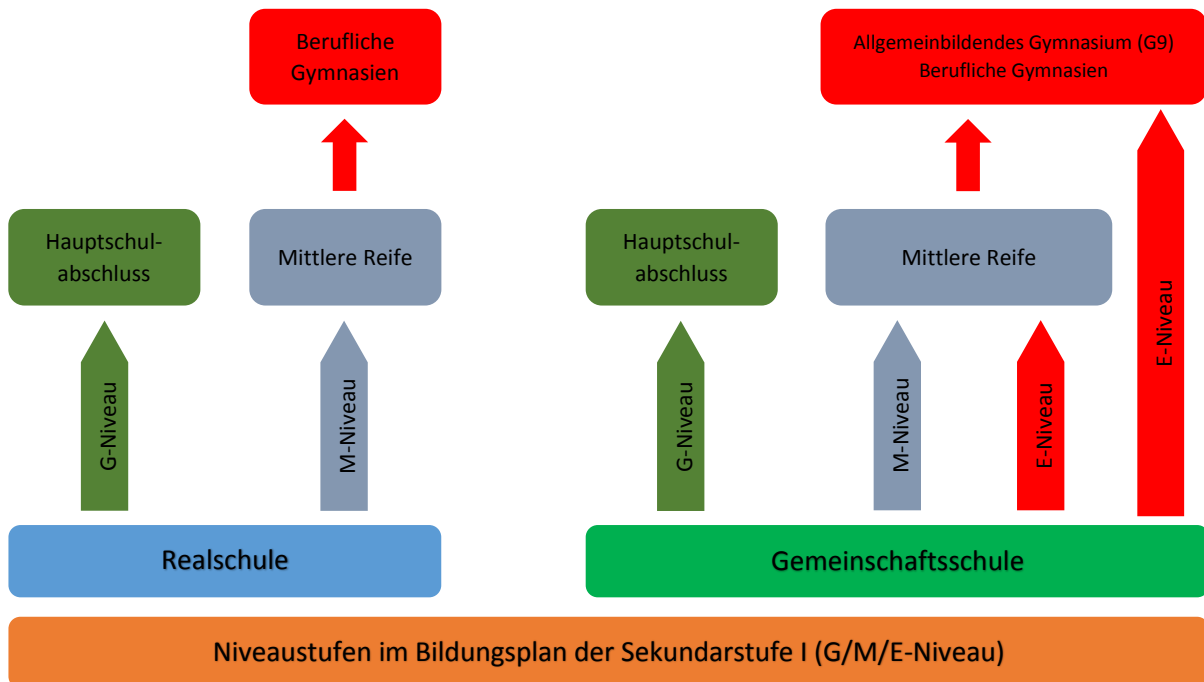 Berufliche
Gymnasien
Allgemeinbildendes Gymnasium (G9)
Berufliche Gymnasien
Hauptschul-
abschluss
Mittlere Reife
Hauptschul-
abschluss
Mittlere Reife
G-Niveau
M-Niveau
G-Niveau
M-Niveau
E-Niveau
E-Niveau
Realschule
Gemeinschaftsschule
Niveaustufen im Bildungsplan der Sekundarstufe I (G/M/E-Niveau)